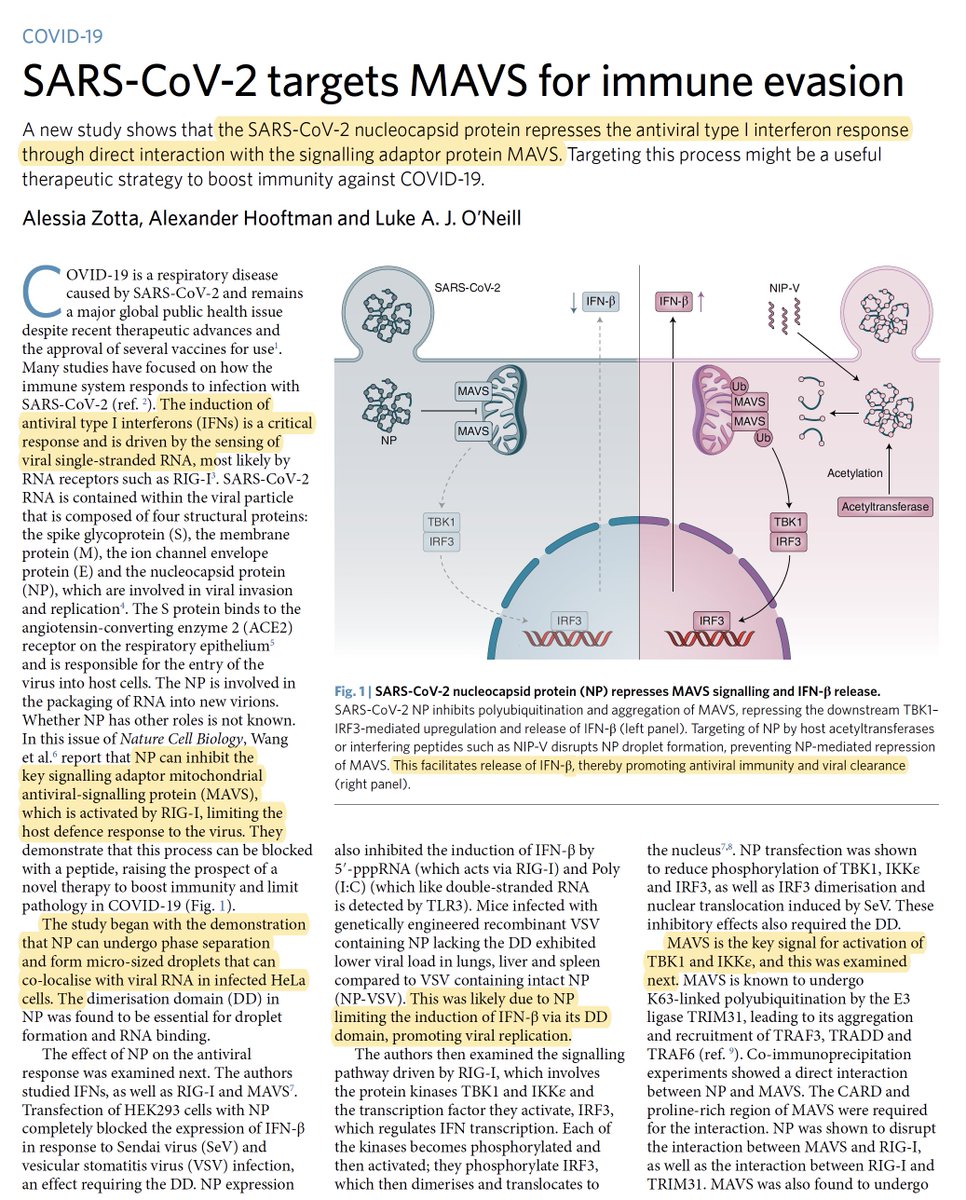 COVID-19
SARS-CoV-2 targets MAVS for immune evasion
A new study shows that the SARS-CoV-2 nucleocapsid protein represses the antiviral type I interferon response
through direct interaction with the signalling adaptor protein MAVS. Targeting this process might be a useful
therapeutic strategy to boost immunity against COVID-19.
Alessia Zotta, Alexander Hooftman and Luke A. J. O'Neill
COVID-19 is a respiratory disease
caused by SARS-CoV-2 and remains
a major global public health issue
despite recent therapeutic advances and
the approval of several vaccines for use¹.
Many studies have focused on how the
immune system responds to infection with
SARS-CoV-2 (ref. ²). The induction of
antiviral type I interferons (IFNs) is a critical
response and is driven by the sensing of
viral single-stranded RNA, most likely by
RNA receptors such as RIG-I³. SARS-CoV-2
RNA is contained within the viral particle
that is composed of four structural proteins:
the spike glycoprotein (S), the membrane
protein (M), the ion channel envelope
protein (E) and the nucleocapsid protein
(NP), which are involved in viral invasion
and replication⁴. The S protein binds to the
angiotensin-converting enzyme 2 (ACE2)
receptor on the respiratory epithelium⁵
and is responsible for the entry of the
virus into host cells. The NP is involved in
the packaging of RNA into new virions.
Whether NP has other roles is not known.
In this issue of Nature Cell Biology, Wang
et al.⁶ report that NP can inhibit the
key signalling adaptor mitochondrial
antiviral-signalling protein (MAVS),
which is activated by RIG-I, limiting the
host defence response to the virus. They
demonstrate that this process can be blocked
with a peptide, raising the prospect of a
novel therapy to boost immunity and limit
pathology in COVID-19 (Fig. 1).
The study began with the demonstration
that NP can undergo phase separation
and form micro-sized droplets that can
co-localise with viral RNA in infected HeLa
cells. The dimerisation domain (DD) in
NP was found to be essential for droplet
formation and RNA binding.
The effect of NP on the antiviral
response was examined next. The authors
studied IFNs, as well as RIG-I and MAVS⁷.
Transfection of HEK293 cells with NP
completely blocked the expression of IFN-β
in response to Sendai virus (SeV) and
vesicular stomatitis virus (VSV) infection,
an effect requiring the DD. NP expression
SARS-CoV-2
↓ IFN-β
IFN-β ↑
NIP-V
NP
MAVS
MAVS
Ub
MAVS
MAVS
Ub
Acetylation
Acetyltransferase
TBK1
IRF3
TBK1
IRF3
IRF3
IRF3
Fig. 1 | SARS-CoV-2 nucleocapsid protein (NP) represses MAVS signalling and IFN-β release.
SARS-CoV-2 NP inhibits polyubiquitination and aggregation of MAVS, repressing the downstream TBK1–
IRF3-mediated upregulation and release of IFN-β (left panel). Targeting of NP by host acetyltransferases
or interfering peptides such as NIP-V disrupts NP droplet formation, preventing NP-mediated repression
of MAVS. This facilitates release of IFN-β, thereby promoting antiviral immunity and viral clearance
(right panel).
also inhibited the induction of IFN-β by
5′-pppRNA (which acts via RIG-I) and Poly
(I:C) (which like double-stranded RNA
is detected by TLR3). Mice infected with
genetically engineered recombinant VSV
containing NP lacking the DD exhibited
lower viral load in lungs, liver and spleen
compared to VSV containing intact NP
(NP-VSV). This was likely due to NP
limiting the induction of IFN-β via its DD
domain, promoting viral replication.
The authors then examined the signalling
pathway driven by RIG-I, which involves
the protein kinases TBK1 and IKKε and
the transcription factor they activate, IRF3,
which regulates IFN transcription. Each of
the kinases becomes phosphorylated and
then activated; they phosphorylate IRF3,
which then dimerises and translocates to
the nucleus⁷,⁸. NP transfection was shown
to reduce phosphorylation of TBK1, IKKε
and IRF3, as well as IRF3 dimerisation and
nuclear translocation induced by SeV. These
inhibitory effects also required the DD.
MAVS is the key signal for activation of
TBK1 and IKKε, and this was examined
next. MAVS is known to undergo
K63-linked polyubiquitination by the E3
ligase TRIM31, leading to its aggregation
and recruitment of TRAF3, TRADD and
TRAF6 (ref. ⁹). Co-immunoprecipitation
experiments showed a direct interaction
between NP and MAVS. The CARD and
proline-rich region of MAVS were required
for the interaction. NP was shown to disrupt
the interaction between MAVS and RIG-I,
as well as the interaction between RIG-I and
TRIM31. MAVS was also found to undergo